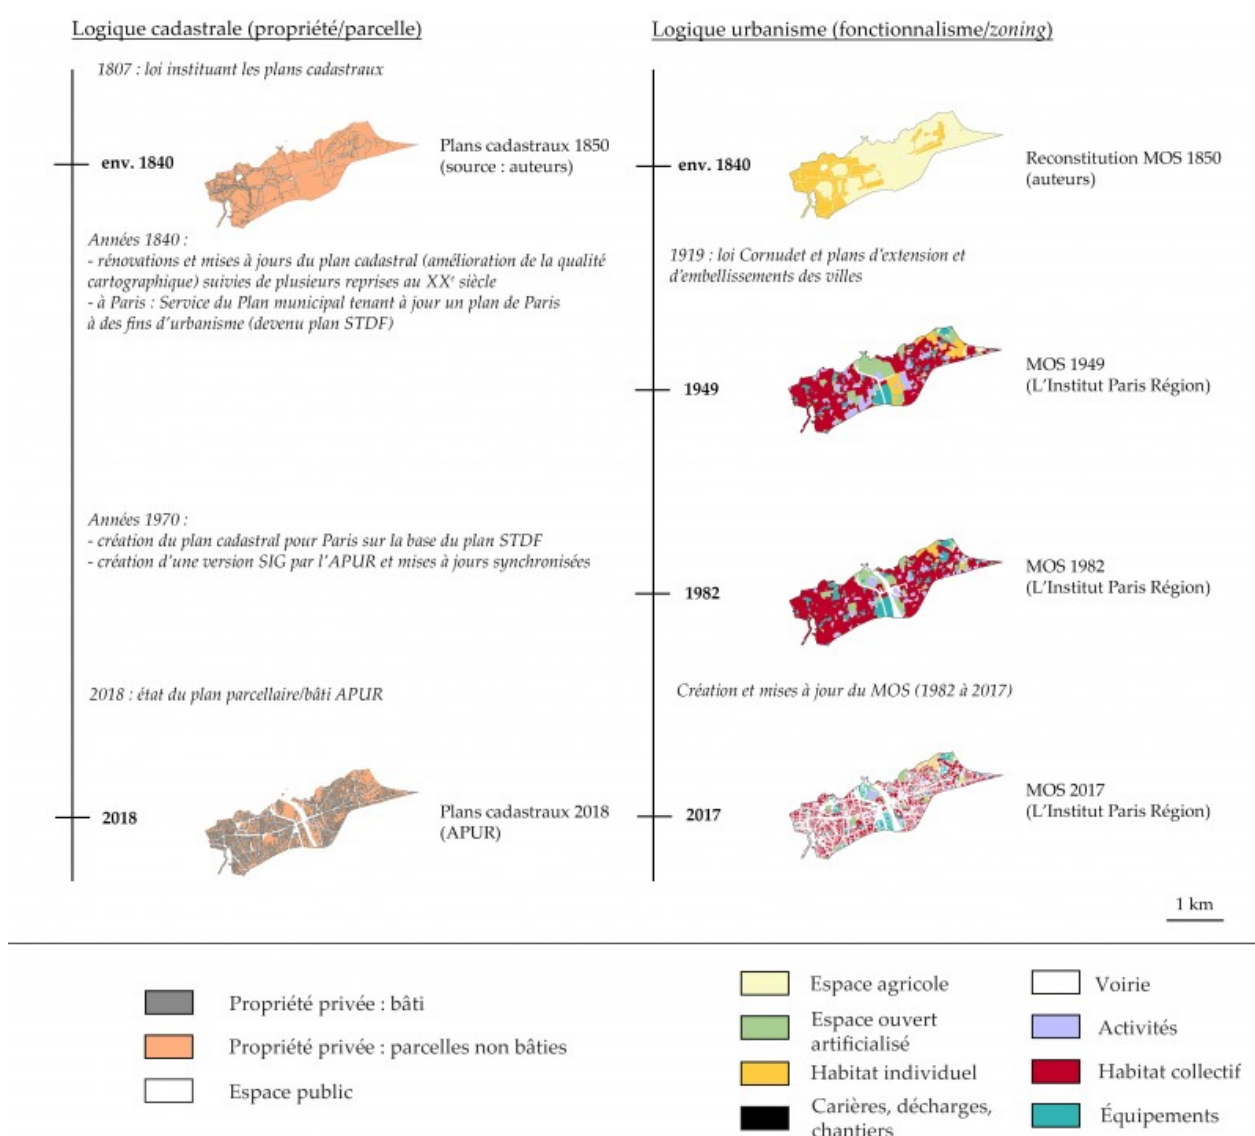 Logique cadastrale (propriété/parcelle)
1807 : loi instituant les plans cadastraux
env. 1840
Plans cadastraux 1850
(source : auteurs)
Années 1840 :
- rénovations et mises à jours du plan cadastral (amélioration de la qualité
cartographique) suivies de plusieurs reprises au XXe siècle
- à Paris : Service du Plan municipal tenant à jour un plan de Paris
à des fins d'urbanisme (devenu plan STDF)
Années 1970 :
- création du plan cadastral pour Paris sur la base du plan STDF
- création d'une version SIG par l'APUR et mises à jours synchronisées
2018 : état du plan parcellaire/bâti APUR
2018
Plans cadastraux 2018
(APUR)
Logique urbanisme (fonctionnalisme/zoning)
env. 1840
Reconstitution MOS 1850
(auteurs)
1919 : loi Cornudet et plans d'extension et
d'embellissements des villes
1949
MOS 1949
(L'Institut Paris Région)
1982
MOS 1982
(L'Institut Paris Région)
Création et mises à jour du MOS (1982 à 2017)
2017
MOS 2017
(L'Institut Paris Région)
1 km
Propriété privée : bâti
Propriété privée : parcelles non bâties
Espace public
Espace agricole
Espace ouvert
artificialisé
Habitat individuel
Carières, décharges,
chantiers
Voirie
Activités
Habitat collectif
Équipements